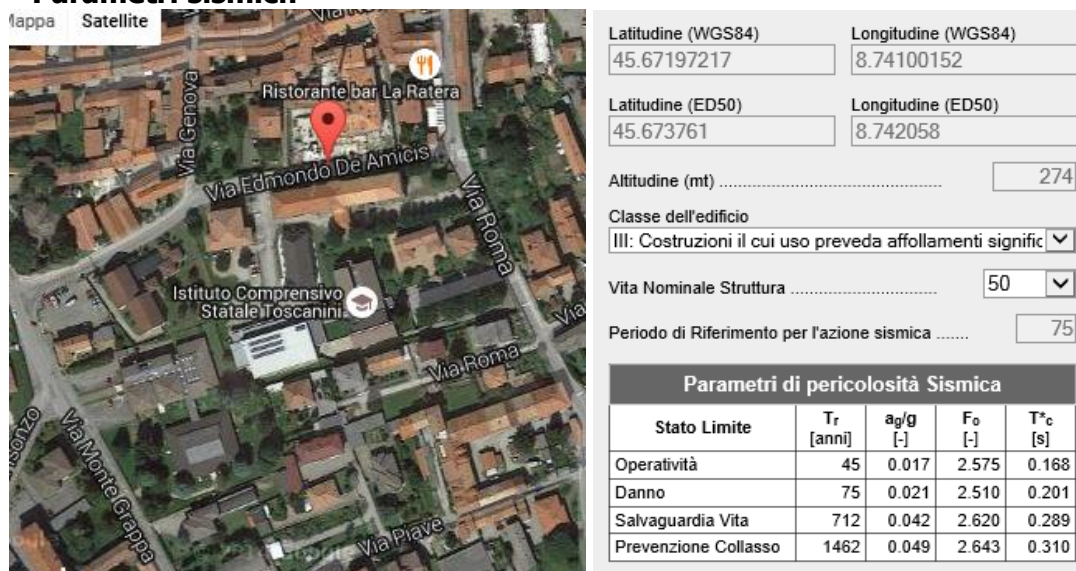 Parametri sismici
Mappa Satellite
Via Genova
Ristorante bar La Ratera
Via Edmondo De Amicis
Via Roma
Istituto Comprensivo
Statale Toscanini
Via
Via Roma
Via Monte Grappa
Via Piave
Latitudine (WGS84) Longitudine (WGS84)
45.67197217 8.74100152
Latitudine (ED50) Longitudine (ED50)
45.673761 8.742058
Altitudine (mt) ............................................. 274
Classe dell'edificio
III: Costruzioni il cui uso preveda affollamenti signific
Vita Nominale Struttura .............................. 50
Periodo di Riferimento per l'azione sismica ....... 75
Parametri di pericolosità Sismica
Stato Limite Tr [anni] ag/g [-] Fo [-] T*c [s]
Operatività 45 0.017 2.575 0.168
Danno 75 0.021 2.510 0.201
Salvaguardia Vita 712 0.042 2.620 0.289
Prevenzione Collasso 1462 0.049 2.643 0.310